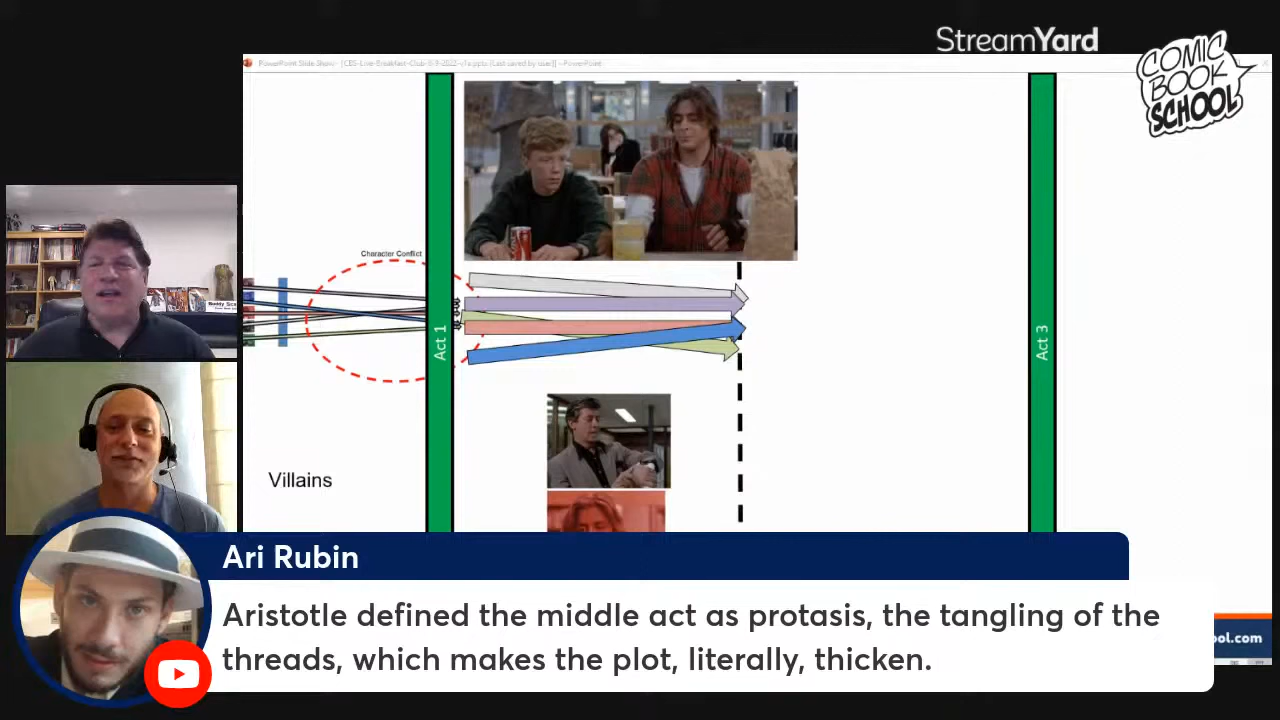 StreamYard
COMIC
BOOK
SCHOOL
Character Conflict
Act 1
Act 3
Villains
Ari Rubin
Aristotle defined the middle act as protasis, the tangling of the
threads, which makes the plot, literally, thicken.
ool.com